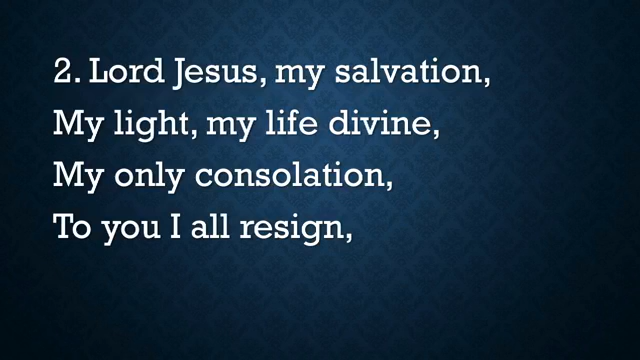 2. Lord Jesus, my salvation,
My light, my life divine,
My only consolation,
To you I all resign,